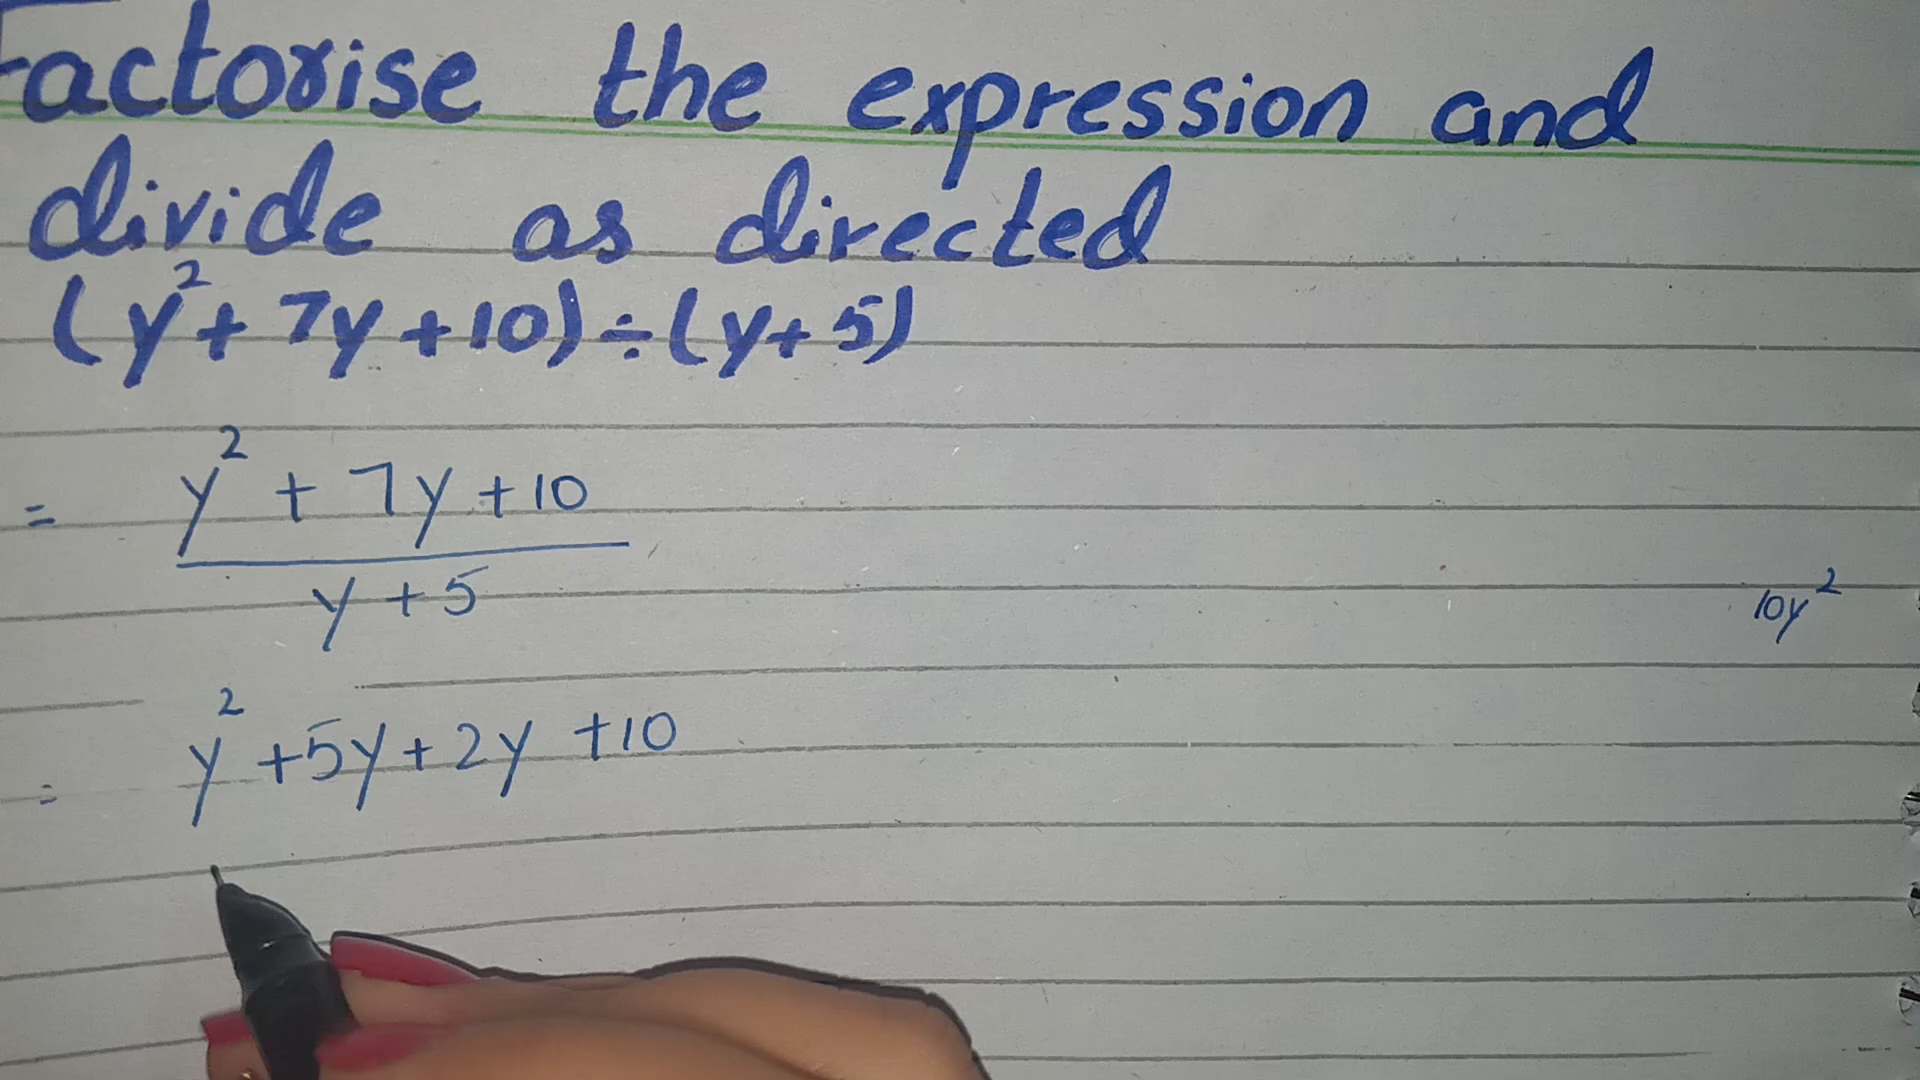 Factorise the expression and
divide as directed
(y² + 7y + 10) ÷ (y + 5)
= y² + 7y + 10
y + 5
10y²
= y² + 5y + 2y + 10